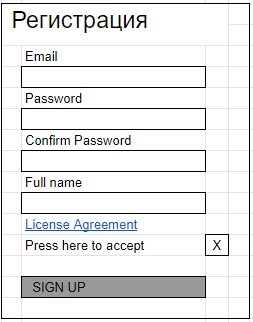 Регистрация
Email
Password
Confirm Password
Full name
License Agreement
Press here to accept X
SIGN UP